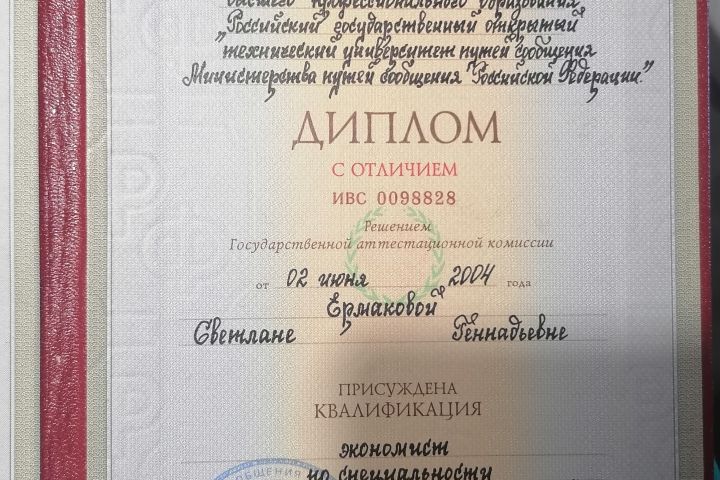 высшего профессионального образования
„Российский государственный открытый
технический университет путей сообщения
Министерства путей сообщения Российской Федерации"
ДИПЛОМ
С ОТЛИЧИЕМ
ИВС 0098828
Решением
Государственной аттестационной комиссии
от 02 июня 2004 года
Ермаковой
Светлане Геннадьевне
ПРИСУЖДЕНА
КВАЛИФИКАЦИЯ
экономист
по специальности